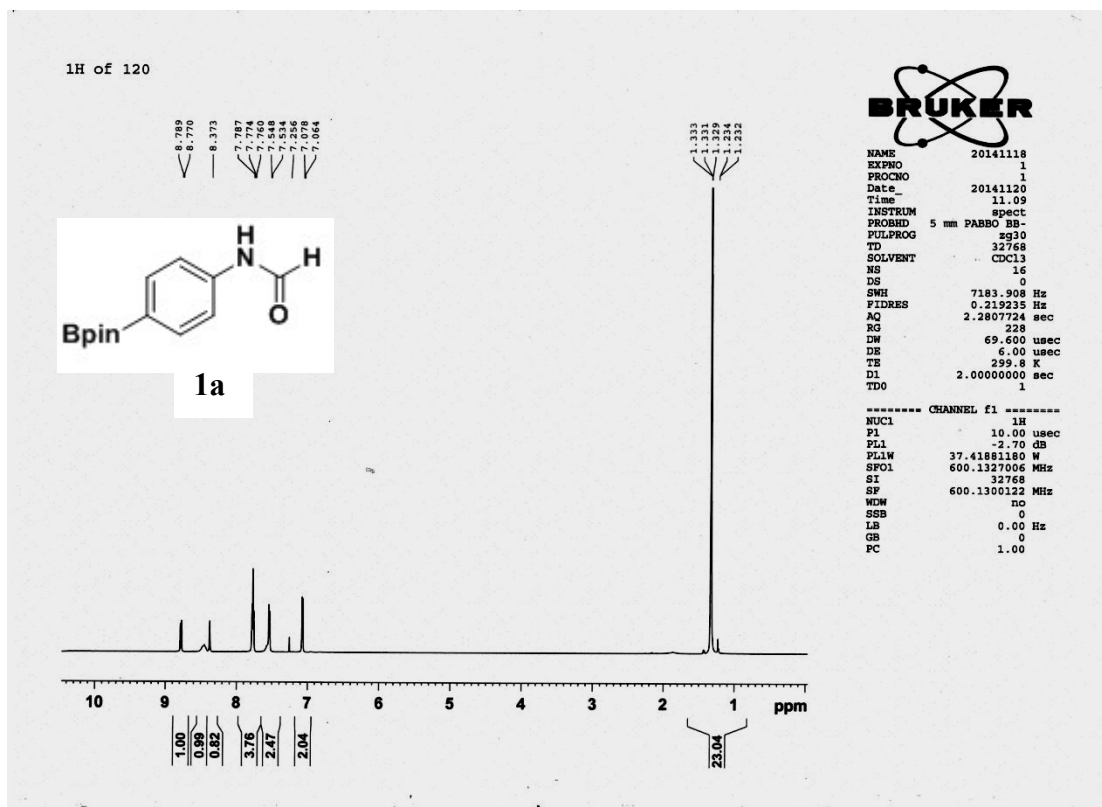 1H of 120
8.789
8.770
8.373
7.787
7.774
7.760
7.548
7.534
7.256
7.078
7.064
1.333
1.331
1.329
1.234
1.232
H
N
H
O
Bpin
1a
BRUKER
NAME 20141118
EXPNO 1
PROCNO 1
Date_ 20141120
Time 11.09
INSTRUM spect
PROBHD 5 mm PABBO BB-
PULPROG zg30
TD 32768
SOLVENT CDCl3
NS 16
DS 0
SWH 7183.908 Hz
FIDRES 0.219235 Hz
AQ 2.2807724 sec
RG 228
DW 69.600 usec
DE 6.00 usec
TE 299.8 K
D1 2.00000000 sec
TD0 1
======== CHANNEL f1 ========
NUC1 1H
P1 10.00 usec
PL1 -2.70 dB
PL1W 37.41881180 W
SFO1 600.1327006 MHz
SI 32768
SF 600.1300122 MHz
WDW no
SSB 0
LB 0.00 Hz
GB 0
PC 1.00
10 9 8 7 6 5 4 3 2 1 ppm
1.00
0.99
0.82
3.76
2.47
2.04
23.04